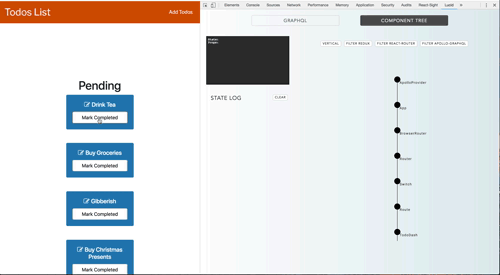 Todos List
Add Todos
Pending
Drink Tea
Mark Completed
Buy Groceries
Mark Completed
Gibberish
Mark Completed
Buy Christmas
Presents
Mark Completed
Elements Console Sources Network Performance Memory Application Security Audits React Sight Lucid
GRAPHQL
COMPONENT TREE
VERTICAL
FILTER REDUX
FILTER REACT-ROUTER
FILTER APOLLO-GRAPHQL
State:
Props:
STATE LOG
CLEAR
ApolloProvider
App
BrowserRouter
Router
Switch
Route
TodoDash